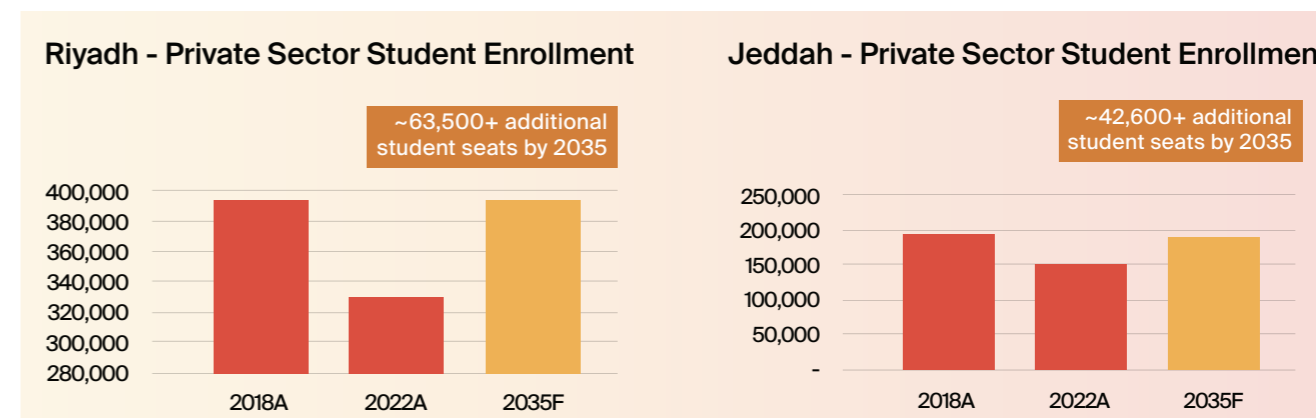 Riyadh - Private Sector Student Enrollment
~63,500+ additional
student seats by 2035
400,000
380,000
360,000
340,000
320,000
300,000
280,000
2018A
2022A
2035F
Jeddah - Private Sector Student Enrollmen
~42,600+ additional
student seats by 2035
250,000
200,000
150,000
100,000
50,000
-
2018A
2022A
2035F